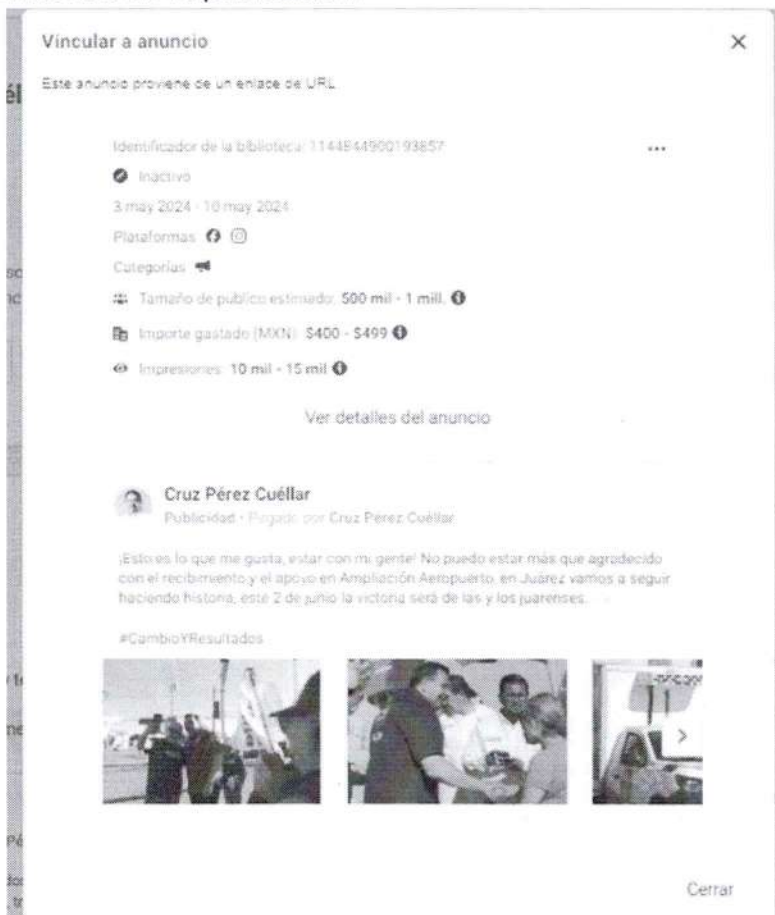 Vincular a anuncio
Este anuncio proviene de un enlace de URL
Identificador de la biblioteca: 1144844900193857
Inactivo
3 may 2024 - 10 may 2024
Plataformas
Categorías
Tamaño de público estimado: 500 mil - 1 mill.
Importe gastado (MXN): $400 - $499
Impresiones: 10 mil - 15 mil
Ver detalles del anuncio
Cruz Pérez Cuéllar
Publicidad • Pagado por Cruz Pérez Cuéllar
¡Esto es lo que me gusta, estar con mi gente! No puedo estar más que agradecido
con el recibimiento y el apoyo en Ampliación Aeropuerto, en Juárez vamos a seguir
haciendo historia, este 2 de junio la victoria será de las y los juarenses.
#CambioYResultados
Cerrar